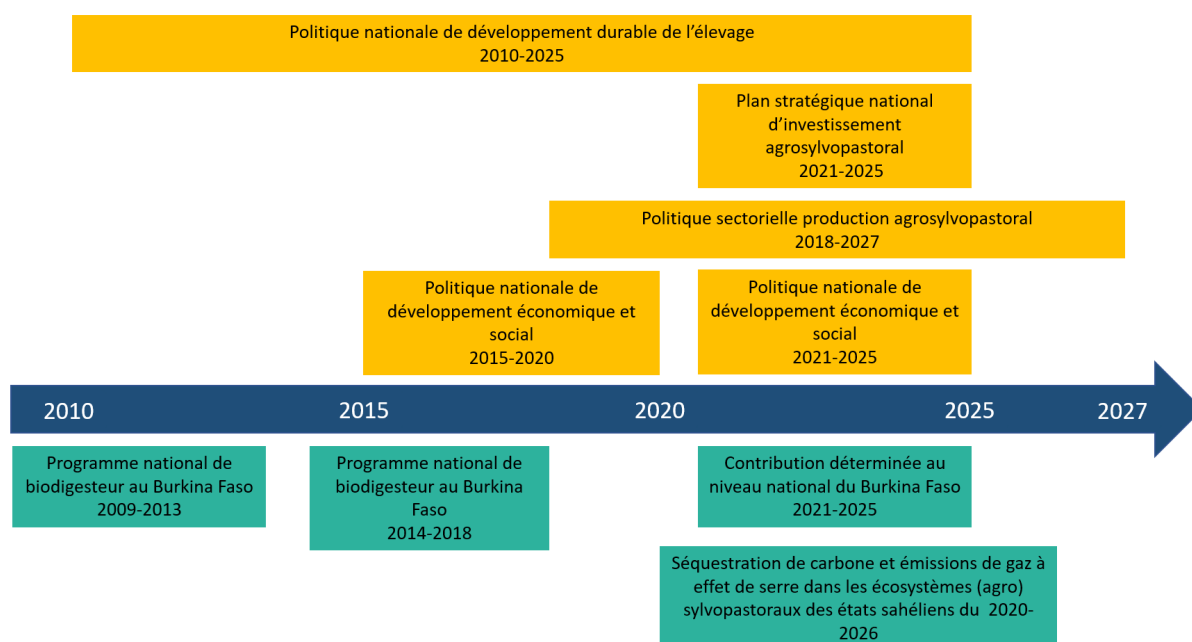 Politique nationale de développement durable de l'élevage
2010-2025
Plan stratégique national
d'investissement
agrosylvopastoral
2021-2025
Politique sectorielle production agrosylvopastoral
2018-2027
Politique nationale de
développement économique et
social
2015-2020
Politique nationale de
développement économique et
social
2021-2025
2010
2015
2020
2025
2027
Programme national de
biodigesteur au Burkina Faso
2009-2013
Programme national de
biodigesteur au Burkina
Faso
2014-2018
Contribution déterminée au
niveau national du Burkina Faso
2021-2025
Séquestration de carbone et émissions de gaz à
effet de serre dans les écosystèmes (agro)
sylvopastoraux des états sahéliens du 2020-
2026